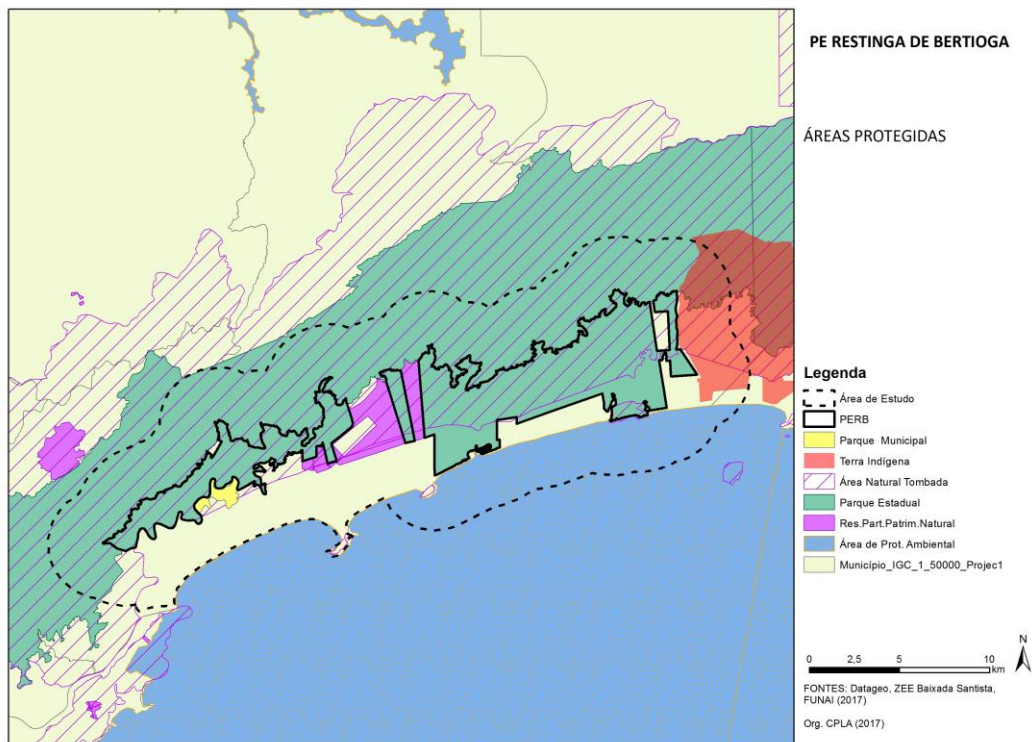 PE RESTINGA DE BERTIOGA
ÁREAS PROTEGIDAS
Legenda
Área de Estudo
PERB
Parque Municipal
Terra Indígena
Área Natural Tombada
Parque Estadual
Res.Part.Patrim.Natural
Área de Prot. Ambiental
Município_IGC_1_50000_Projec1
N
0 2,5 5 10
km
FONTES: Datageo, ZEE Baixada Santista,
FUNAI (2017)
Org. CPLA (2017)